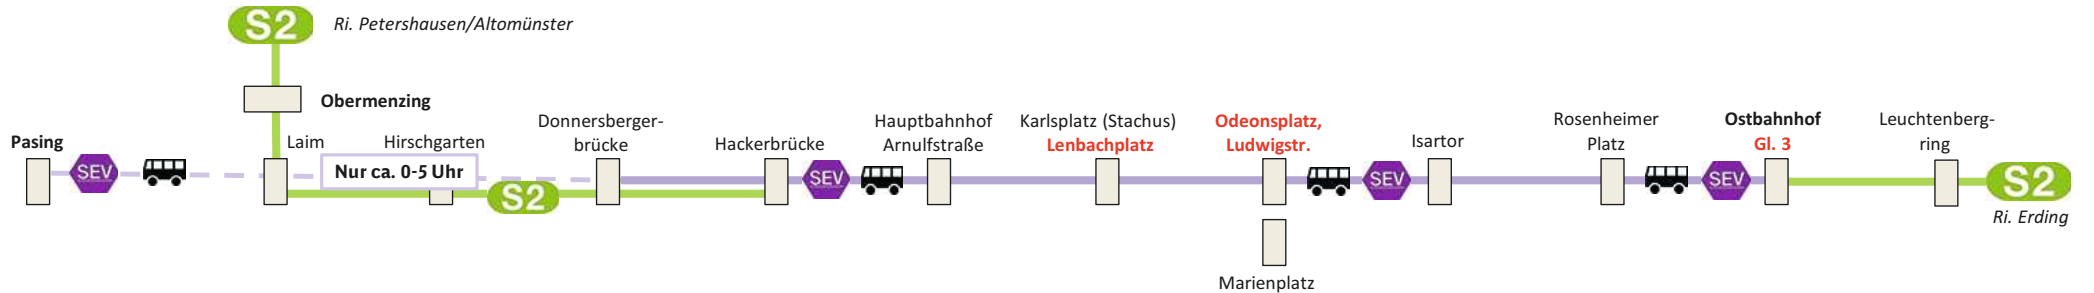 S2
Ri. Petershausen/Altomünster
Obermenzing
Pasing
SEV
Laim
Hirschgarten
Nur ca. 0-5 Uhr
S2
Donnersberger-
brücke
Hackerbrücke
SEV
Hauptbahnhof
Arnulfstraße
Karlsplatz (Stachus)
Lenbachplatz
Odeonsplatz,
Ludwigstr.
Marienplatz
SEV
Isartor
Rosenheimer
Platz
SEV
Ostbahnhof
Gl. 3
Leuchtenberg-
ring
S2
Ri. Erding